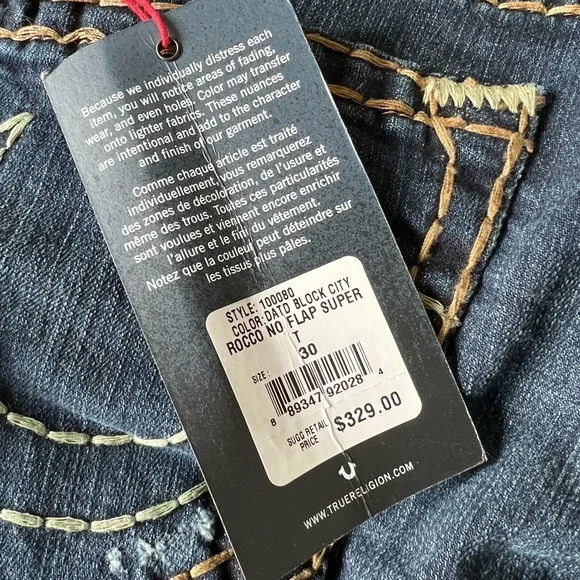 Because we individually distress each
item, you will notice areas of fading,
wear, and even holes. Color may transfer
onto lighter fabrics. These nuances
are intentional and add to the character
and finish of our garment.
Comme chaque article est traité
individuellement, vous remarquerez
des zones de décoloration, de l'usure et
même des trous. Toutes ces particularités
sont voulues et viennent encore enrichir
l'allure et le fini du vêtement.
Notez que la couleur peut déteindre sur
les tissus plus pâles.
STYLE: 100080
COLOR:DATD BLOCK CITY
ROCCO NO FLAP SUPER
T
SIZE: 30
8 89347 92028 4
SUGG RETAIL
PRICE $329.00
WWW.TRUERELIGION.COM